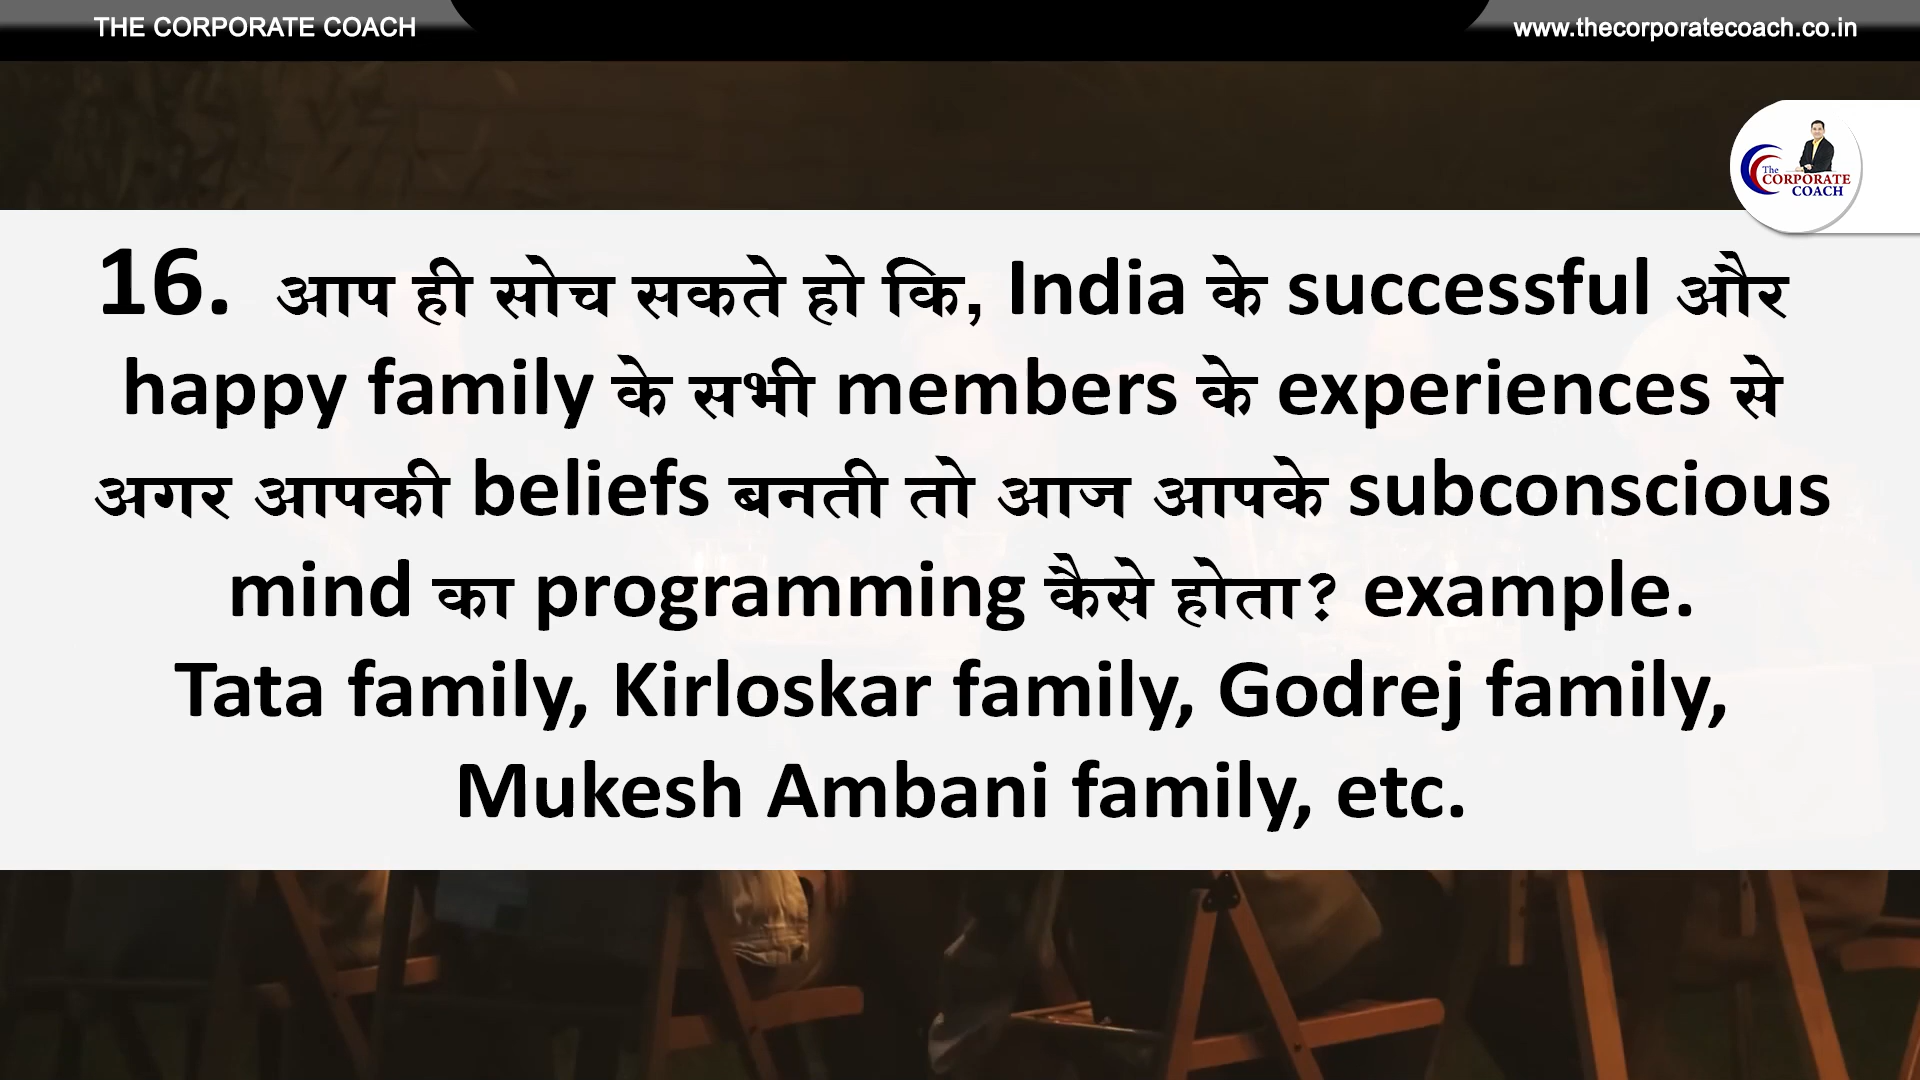 THE CORPORATE COACH
www.thecorporatecoach.co.in
The
CORPORATE
COACH
16. आप ही सोच सकते हो कि, India के successful और
happy family के सभी members के experiences से
अगर आपकी beliefs बनती तो आज आपके subconscious
mind का programming कैसे होता? example.
Tata family, Kirloskar family, Godrej family,
Mukesh Ambani family, etc.